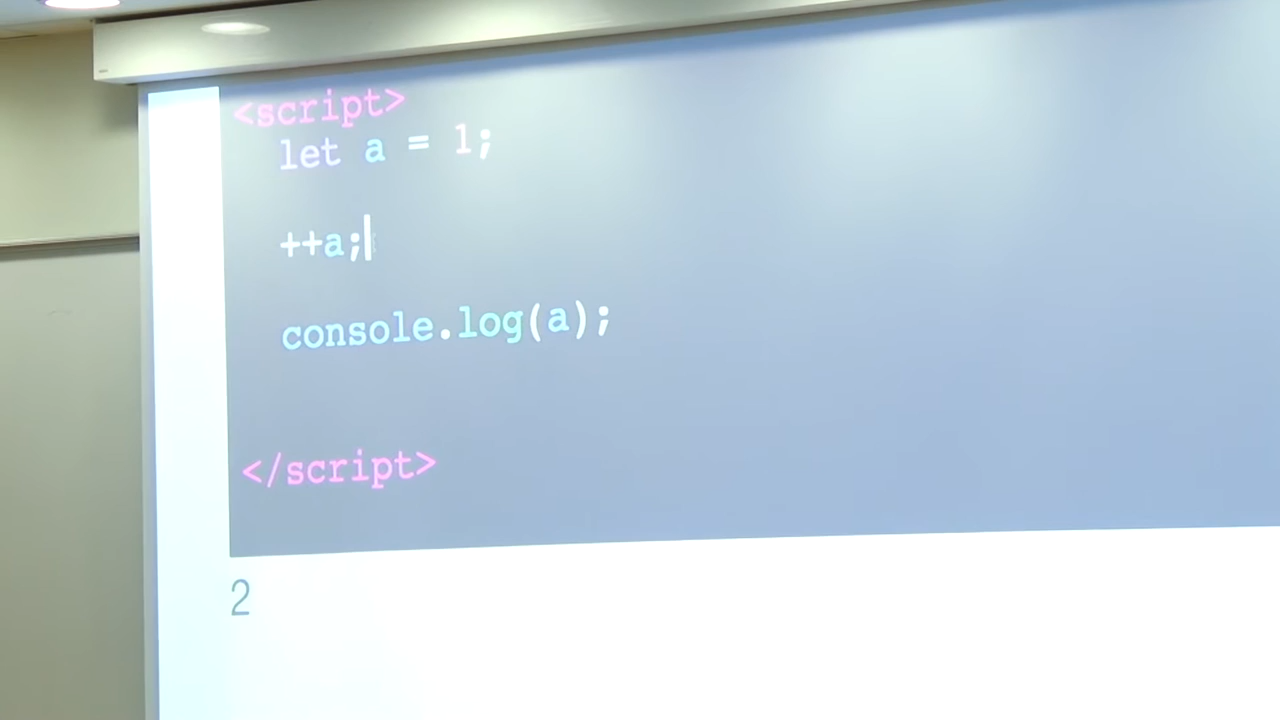 <script>
let a = 1;
++a;
console.log(a);
</script>
2